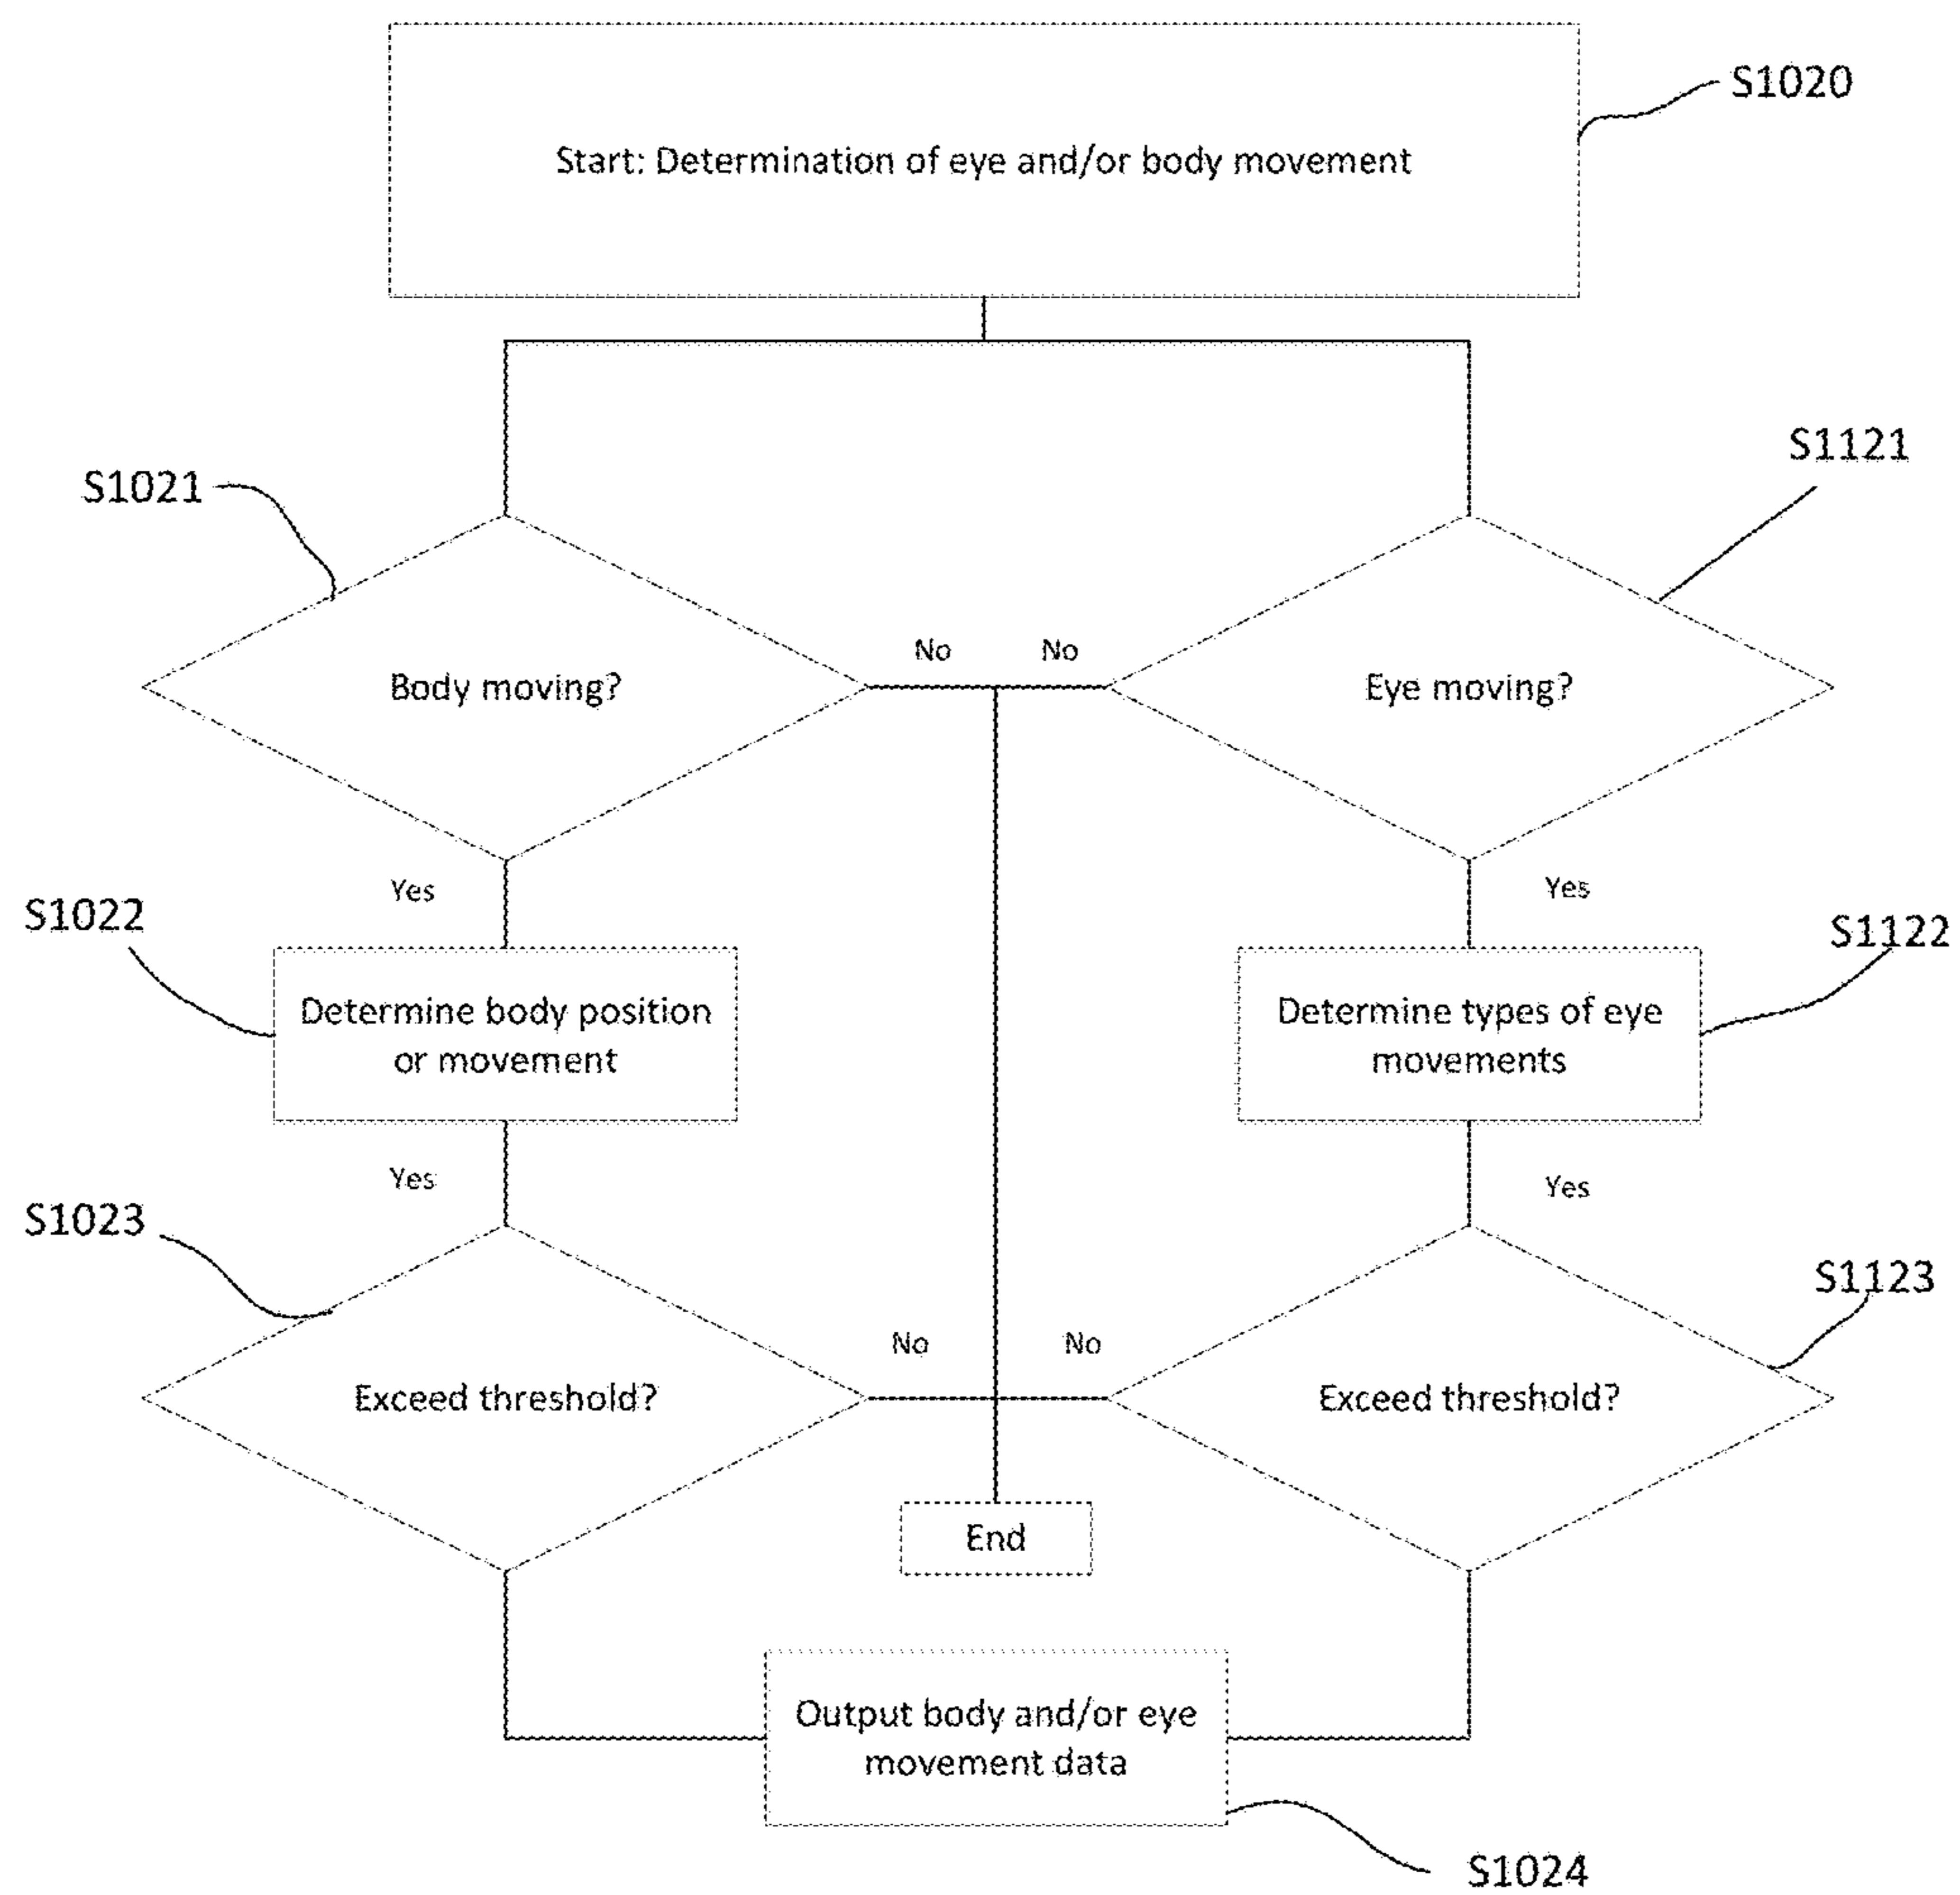 S1020
Start: Determination of eye and/or body movement
S1121
S1021
No
No
Body moving?
Eye moving?
Yes
Yes
S1022
S1122
Determine body position
or movement
Determine types of eye
movements
Yes
Yes
S1023
S1123
No
No
Exceed threshold?
Exceed threshold?
End
Output body and/or eye
movement data
S1024